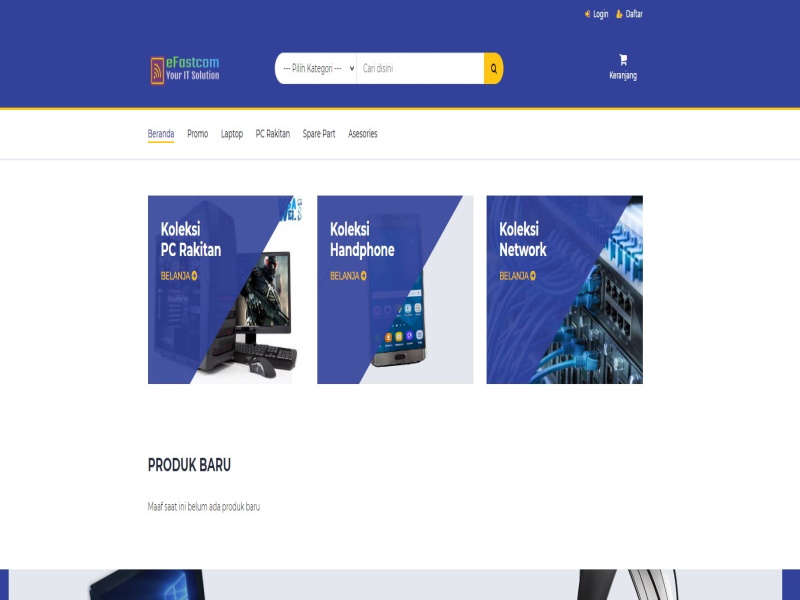 Login
Daftar
eFastcom
Your IT Solution
--- Pilih Kategori ---
Cari disini
Keranjang
Beranda
Promo
Laptop
PC Rakitan
Spare Part
Asesories
Koleksi
PC Rakitan
BELANJA
Koleksi
Handphone
BELANJA
Koleksi
Network
BELANJA
PRODUK BARU
Maaf saat ini belum ada produk baru